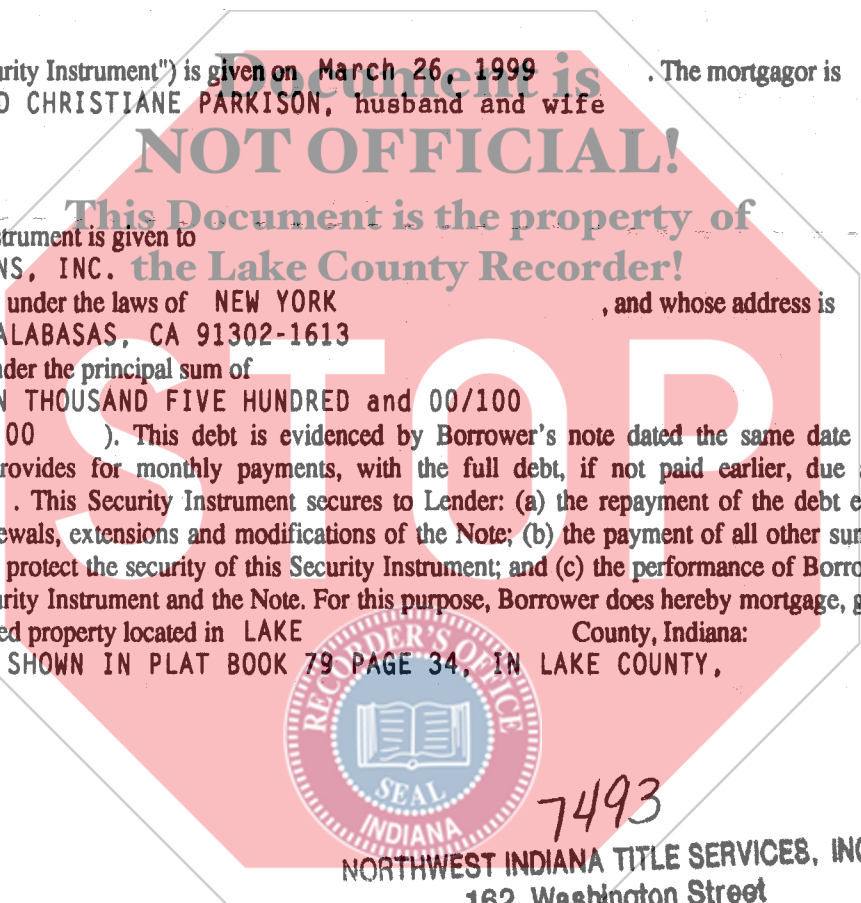 urity Instrument") is given on March 26, 1999 . The mortgagor is
Document is
D CHRISTIANE PARKISON, husband and wife
NOT OFFICIAL!
This Document is the property of
strument is given to
the Lake County Recorder!
NS, INC.
under the laws of NEW YORK , and whose address is
ALABASAS, CA 91302-1613
nder the principal sum of
N THOUSAND FIVE HUNDRED and 00/100
00 ). This debt is evidenced by Borrower's note dated the same date
rovides for monthly payments, with the full debt, if not paid earlier, due a
. This Security Instrument secures to Lender: (a) the repayment of the debt e
ewals, extensions and modifications of the Note; (b) the payment of all other sum
protect the security of this Security Instrument; and (c) the performance of Borro
urity Instrument and the Note. For this purpose, Borrower does hereby mortgage, g
ed property located in LAKE County, Indiana:
SHOWN IN PLAT BOOK 79 PAGE 34, IN LAKE COUNTY,
STOP
RECORDER'S OFFICE
SEAL
INDIANA
7493
NORTHWEST INDIANA TITLE SERVICES, INC
162 Washington Street